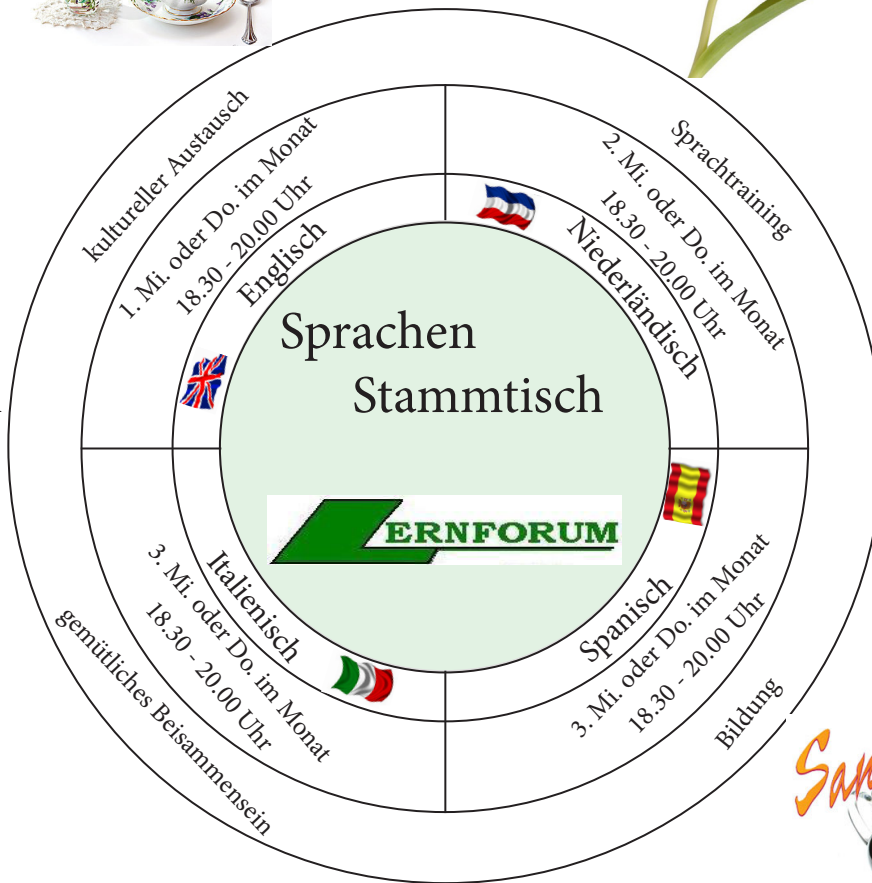 kultureller Austausch
1. Mi. oder Do. im Monat
18.30 - 20.00 Uhr
Englisch
Sprachtraining
2. Mi. oder Do. im Monat
18.30 - 20.00 Uhr
Niederländisch
Sprachen
Stammtisch
LERNFORUM
Italienisch
3. Mi. oder Do. im Monat
18.30 - 20.00 Uhr
gemütliches Beisammensein
Spanisch
3. Mi. oder Do. im Monat
18.30 - 20.00 Uhr
Bildung